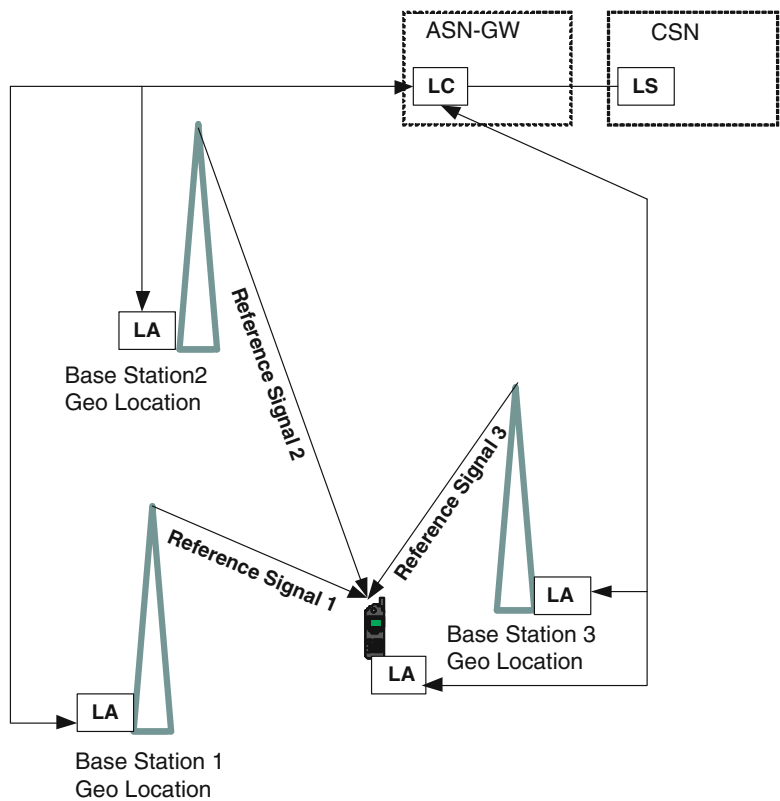 ASN-GW
CSN
LC
LS
LA
Base Station2
Geo Location
Reference Signal 2
Reference Signal 3
Reference Signal 1
LA
Base Station 3
Geo Location
LA
LA
Base Station 1
Geo Location